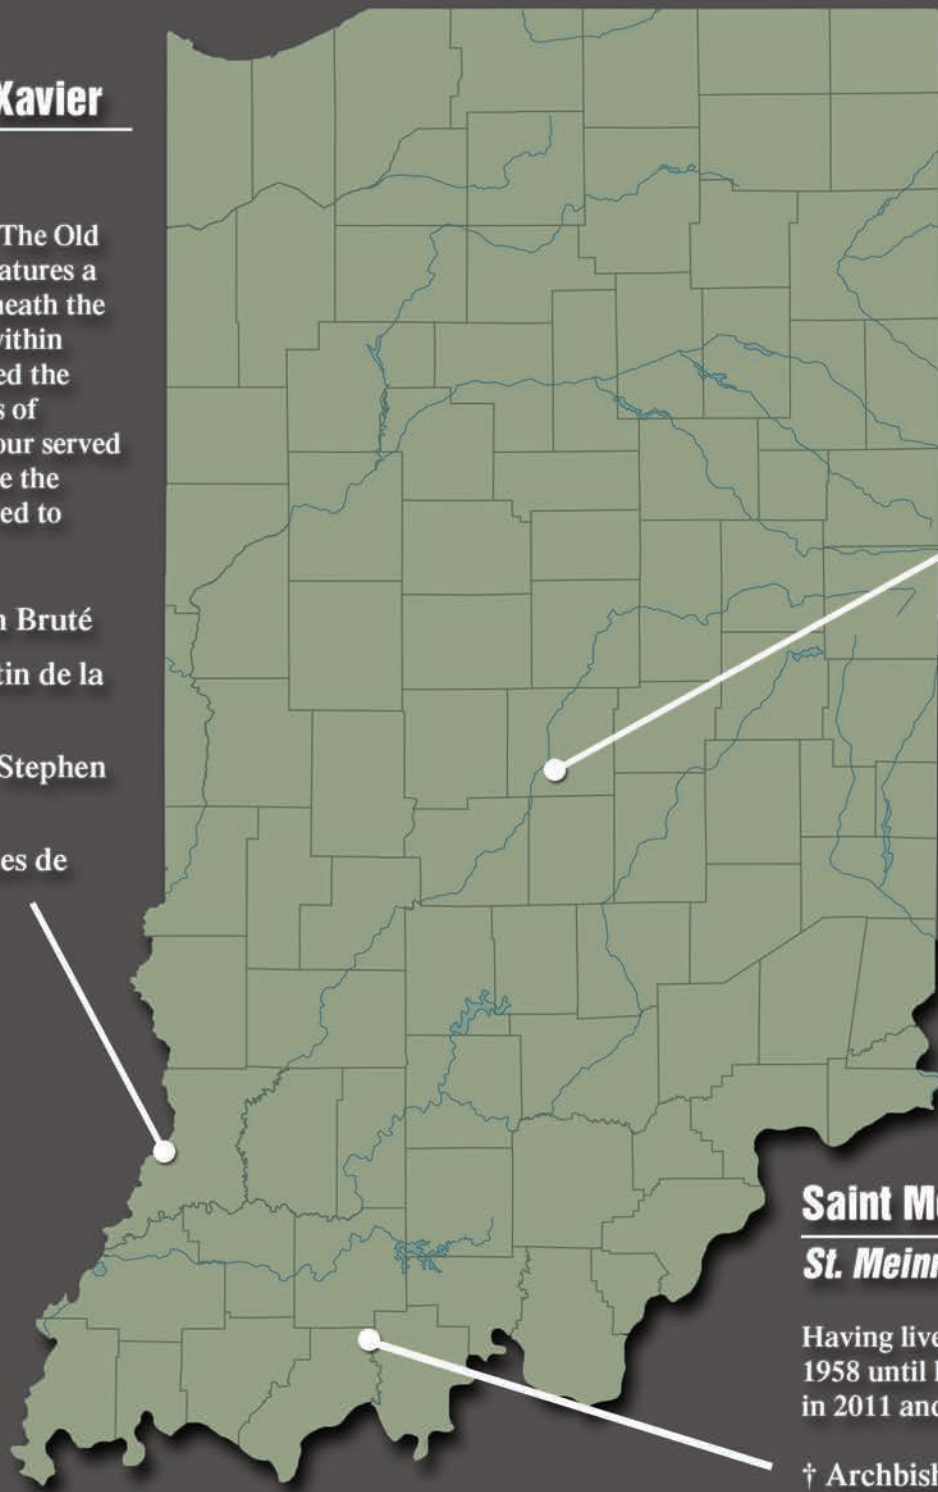 Xavier
The Old
atures a
neath the
vithin
ed the
s of
our served
e the
ed to
n Bruté
tin de la
Stephen
es de
Saint M
St. Meinr
Having live
1958 until
in 2011 and
† Archbish